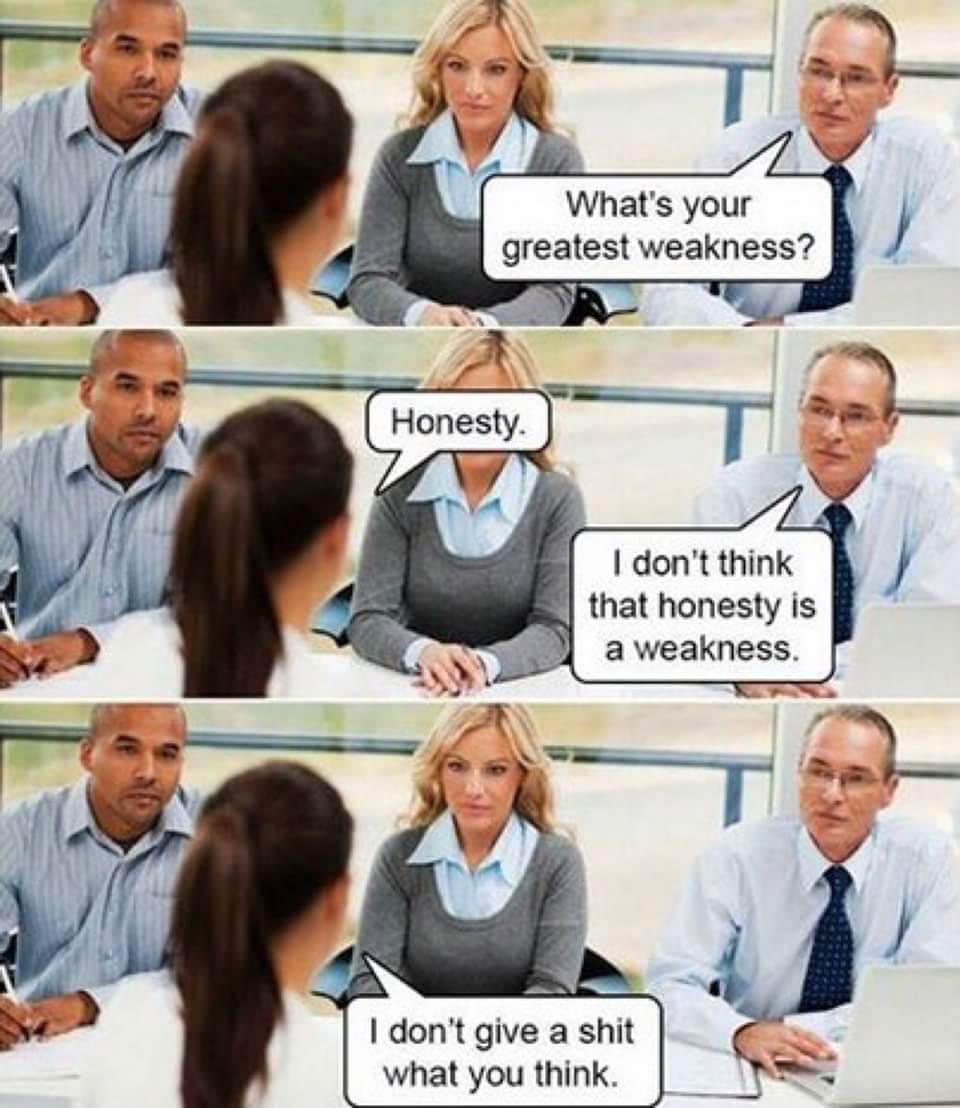 What's your
greatest weakness?
Honesty.
I don't think
that honesty is
a weakness.
I don't give a shit
what you think.